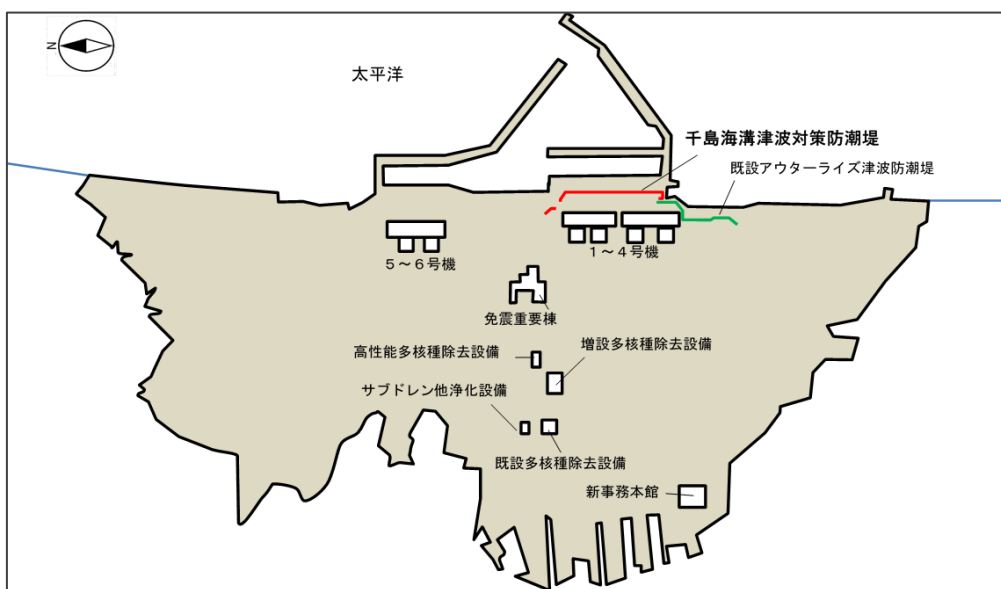 N
太平洋
千島海溝津波対策防潮堤
既設アウターライズ津波防潮堤
５～６号機
１～４号機
免震重要棟
高性能多核種除去設備
増設多核種除去設備
サブドレン他浄化設備
既設多核種除去設備
新事務本館